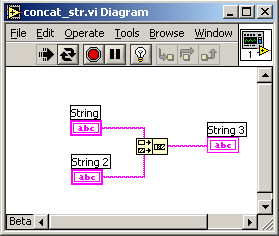 concat_str.vi Diagram
File Edit Operate Tools Browse Window
1
String
abc
String 3
abc
String 2
abc
Beta